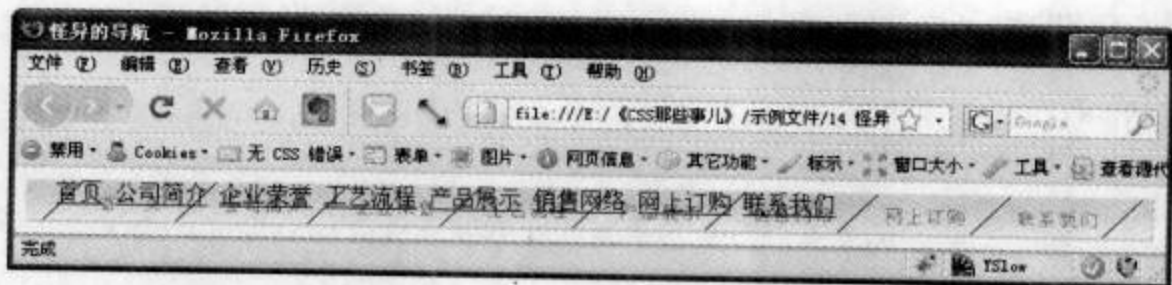 怪异的导航 - Mozilla Firefox
文件 (F) 编辑 (E) 查看 (V) 历史 (S) 书签 (B) 工具 (T) 帮助 (H)
file:///E:/《CSS那些事儿》/示例文件/14 怪异 Google
禁用 Cookies 无 CSS 错误 表单 图片 网页信息 其它功能 标示 窗口大小 工具 查看源代
首页 公司简介 企业荣誉 工艺流程 产品展示 销售网络 网上订购 联系我们 网上订购 联系我们
完成 YSlow